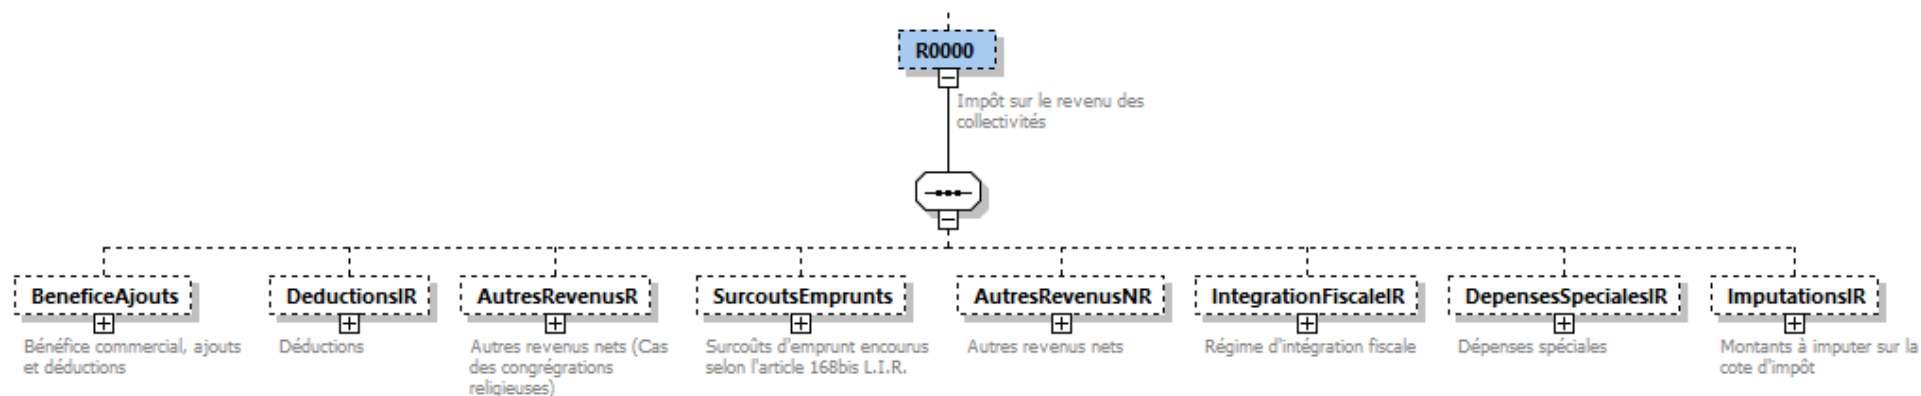 R0000
Impôt sur le revenu des
collectivités
BeneficeAjouts
DeductionsIR
AutresRevenusR
SurcoutsEmprunts
AutresRevenusNR
IntegrationFiscaleIR
DepensesSpecialesIR
ImputationsIR
Bénéfice commercial, ajouts
et déductions
Déductions
Autres revenus nets (Cas
des congrégrations
religieuses)
Surcoûts d'emprunt encourus
selon l'article 168bis L.I.R.
Autres revenus nets
Régime d'intégration fiscale
Dépenses spéciales
Montants à imputer sur la
cote d'impôt